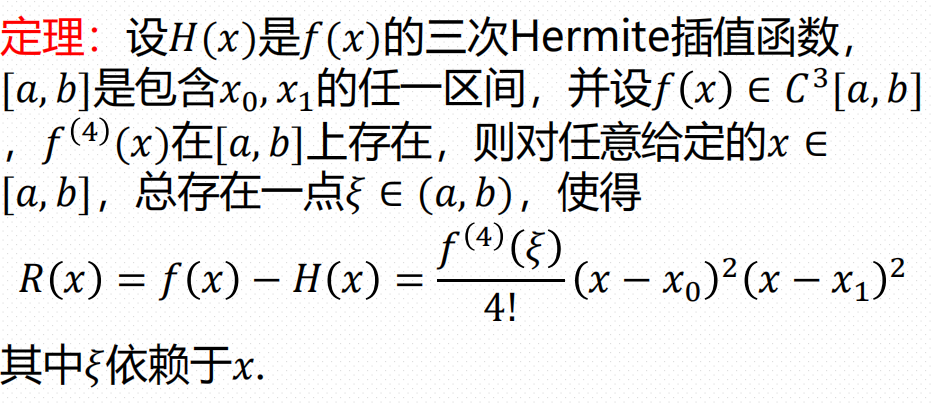 定理：设H(x)是f(x)的三次Hermite插值函数，
[a, b]是包含x₀, x₁的任一区间，并设f(x) ∈ C³[a, b]
，f⁽⁴⁾(x)在[a, b]上存在，则对任意给定的x ∈
[a, b]，总存在一点ξ ∈ (a, b)，使得
R(x) = f(x) − H(x) = \frac{f⁽⁴⁾(ξ)}{4!}(x − x₀)²(x − x₁)²
其中ξ依赖于x.